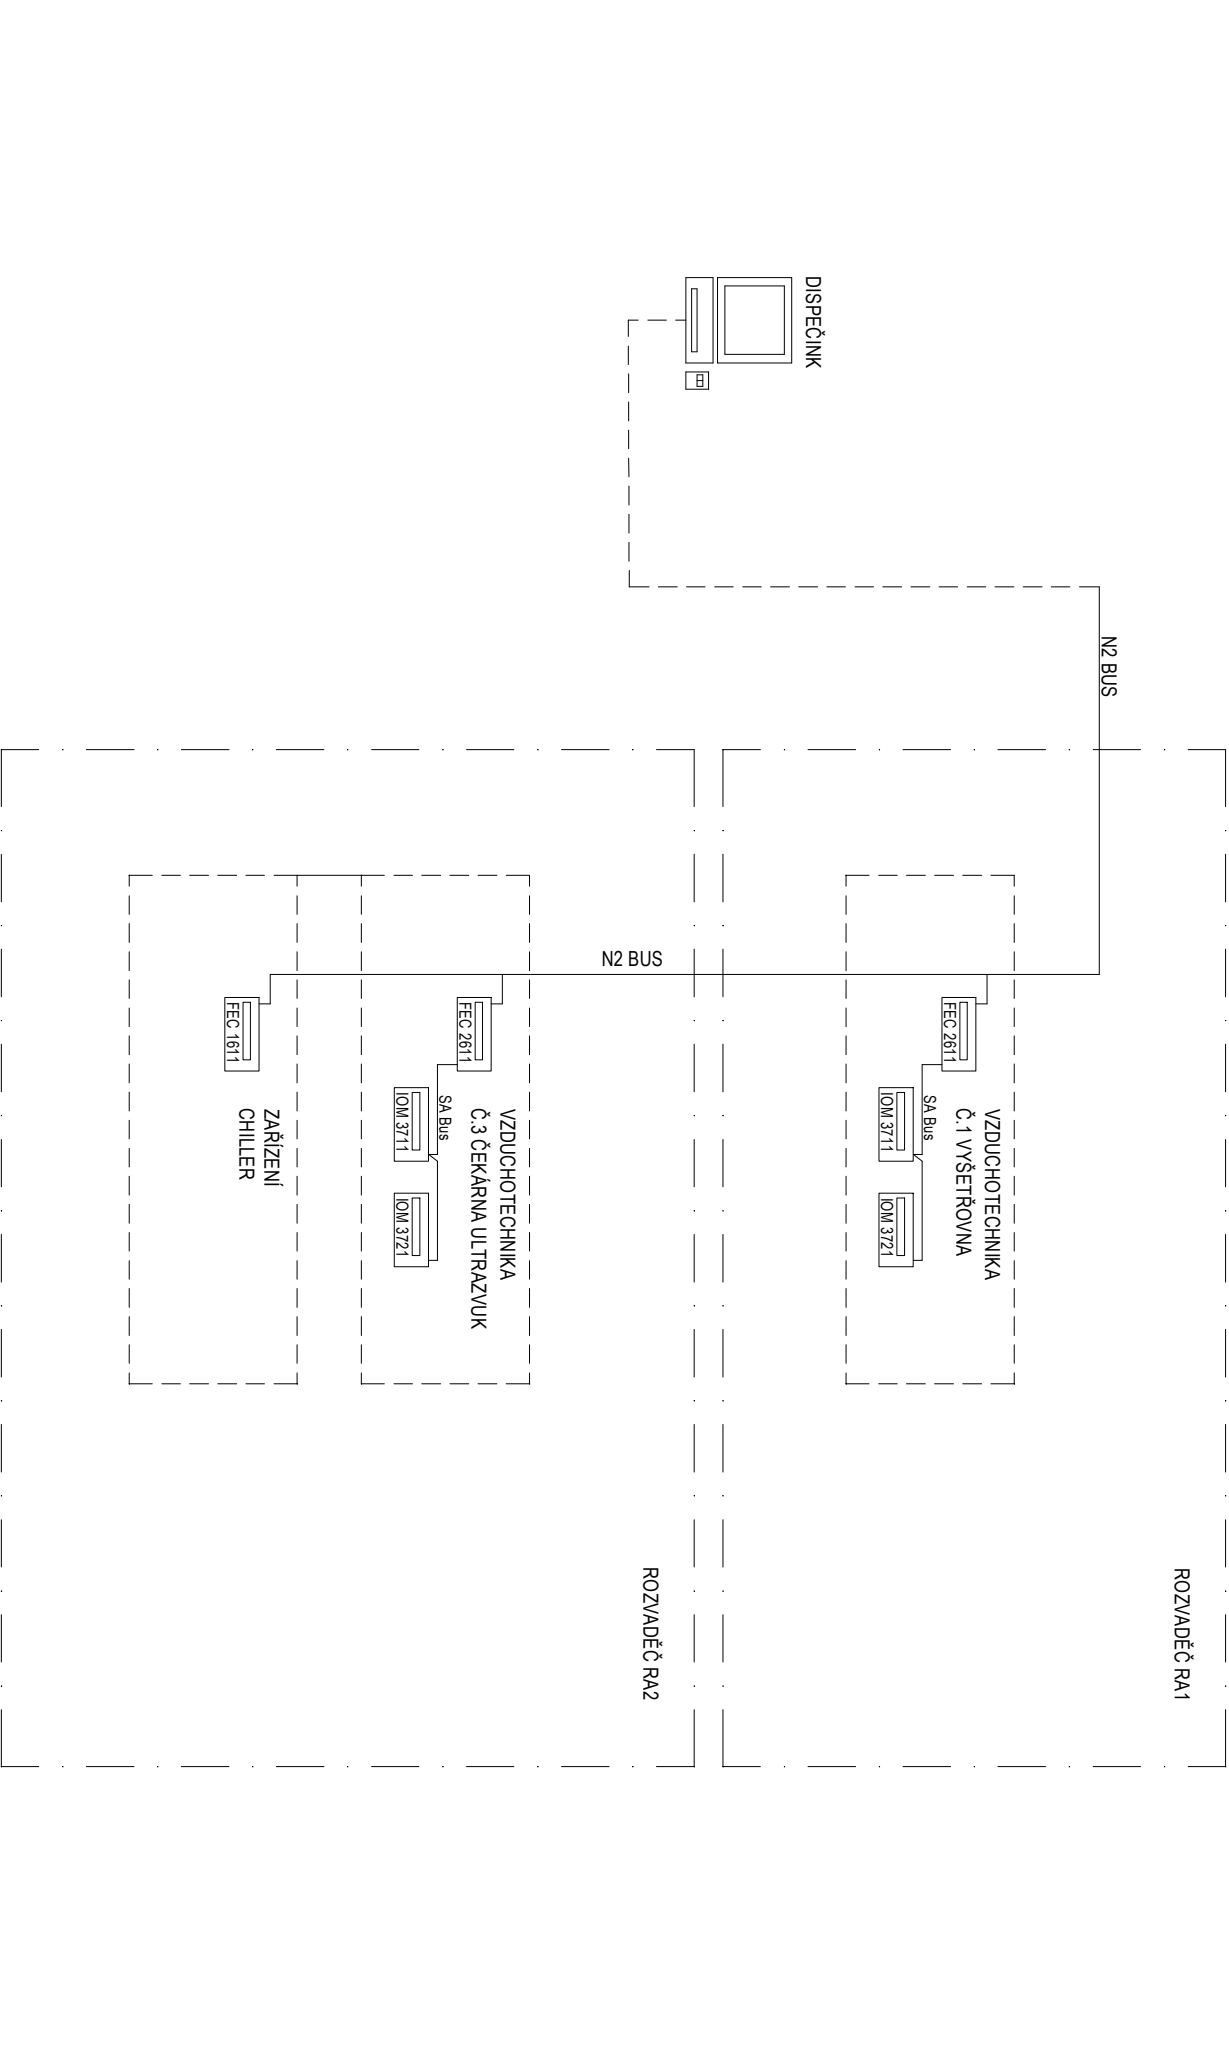 DISPEČINK
N2 BUS
ROZVADĚČ RA1
VZDUCHOTECHNIKA
Č.1 VYŠETŘOVNA
FEC 2611
SA Bus
IOM 3711
IOM 3721
N2 BUS
ROZVADĚČ RA2
VZDUCHOTECHNIKA
Č.3 ČEKÁRNA ULTRAZVUK
FEC 2611
SA Bus
IOM 3711
IOM 3721
ZAŘÍZENÍ
CHILLER
FEC 1611